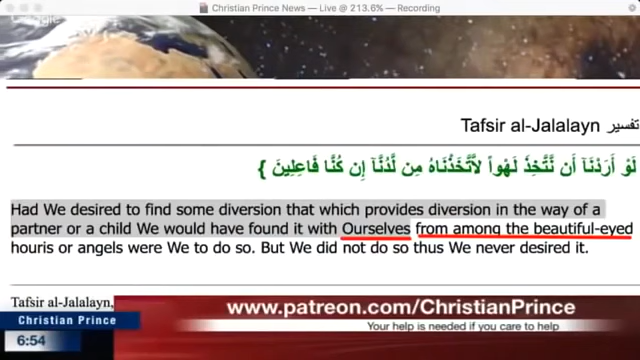 Christian Prince News — Live @ 213.6% — Recording
Google
Tafsir al-Jalalayn تفسير
لَوْ أَرَدْنَآ أَن نَّتَّخِذَ لَهْواً لاَّتَّخَذْنَاهُ مِن لَّدُنَّآ إِن كُنَّا فَاعِلِينَ }
Had We desired to find some diversion that which provides diversion in the way of a
partner or a child We would have found it with Ourselves from among the beautiful-eyed
houris or angels were We to do so. But We did not do so thus We never desired it.
Tafsir al-Jalalayn,
www.patreon.com/ChristianPrince
Christian Prince
Your help is needed if you care to help
6:54